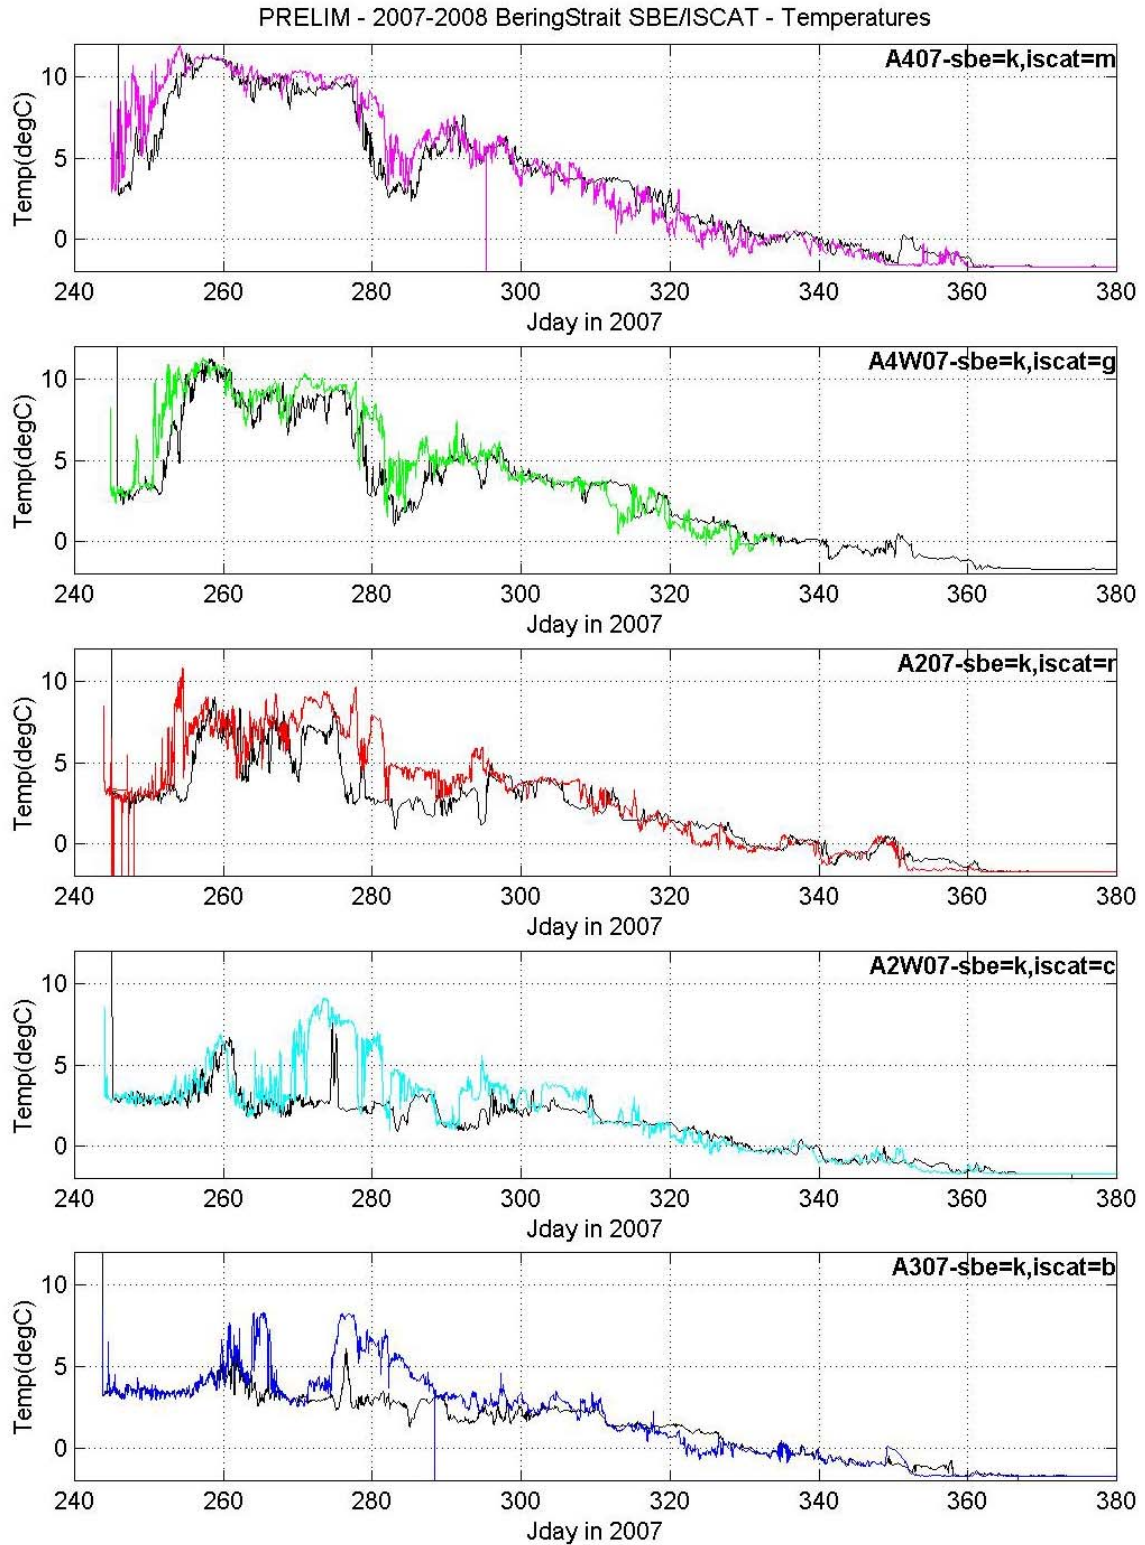 PRELIM - 2007-2008 BeringStrait SBE/ISCAT - Temperatures
A407-sbe=k,iscat=m
10
5
0
Temp(degC)
240 260 280 300 320 340 360 380
Jday in 2007
A4W07-sbe=k,iscat=g
10
5
0
Temp(degC)
240 260 280 300 320 340 360 380
Jday in 2007
A207-sbe=k,iscat=r
10
5
0
Temp(degC)
240 260 280 300 320 340 360 380
Jday in 2007
A2W07-sbe=k,iscat=c
10
5
0
Temp(degC)
240 260 280 300 320 340 360 380
Jday in 2007
A307-sbe=k,iscat=b
10
5
0
Temp(degC)
240 260 280 300 320 340 360 380
Jday in 2007